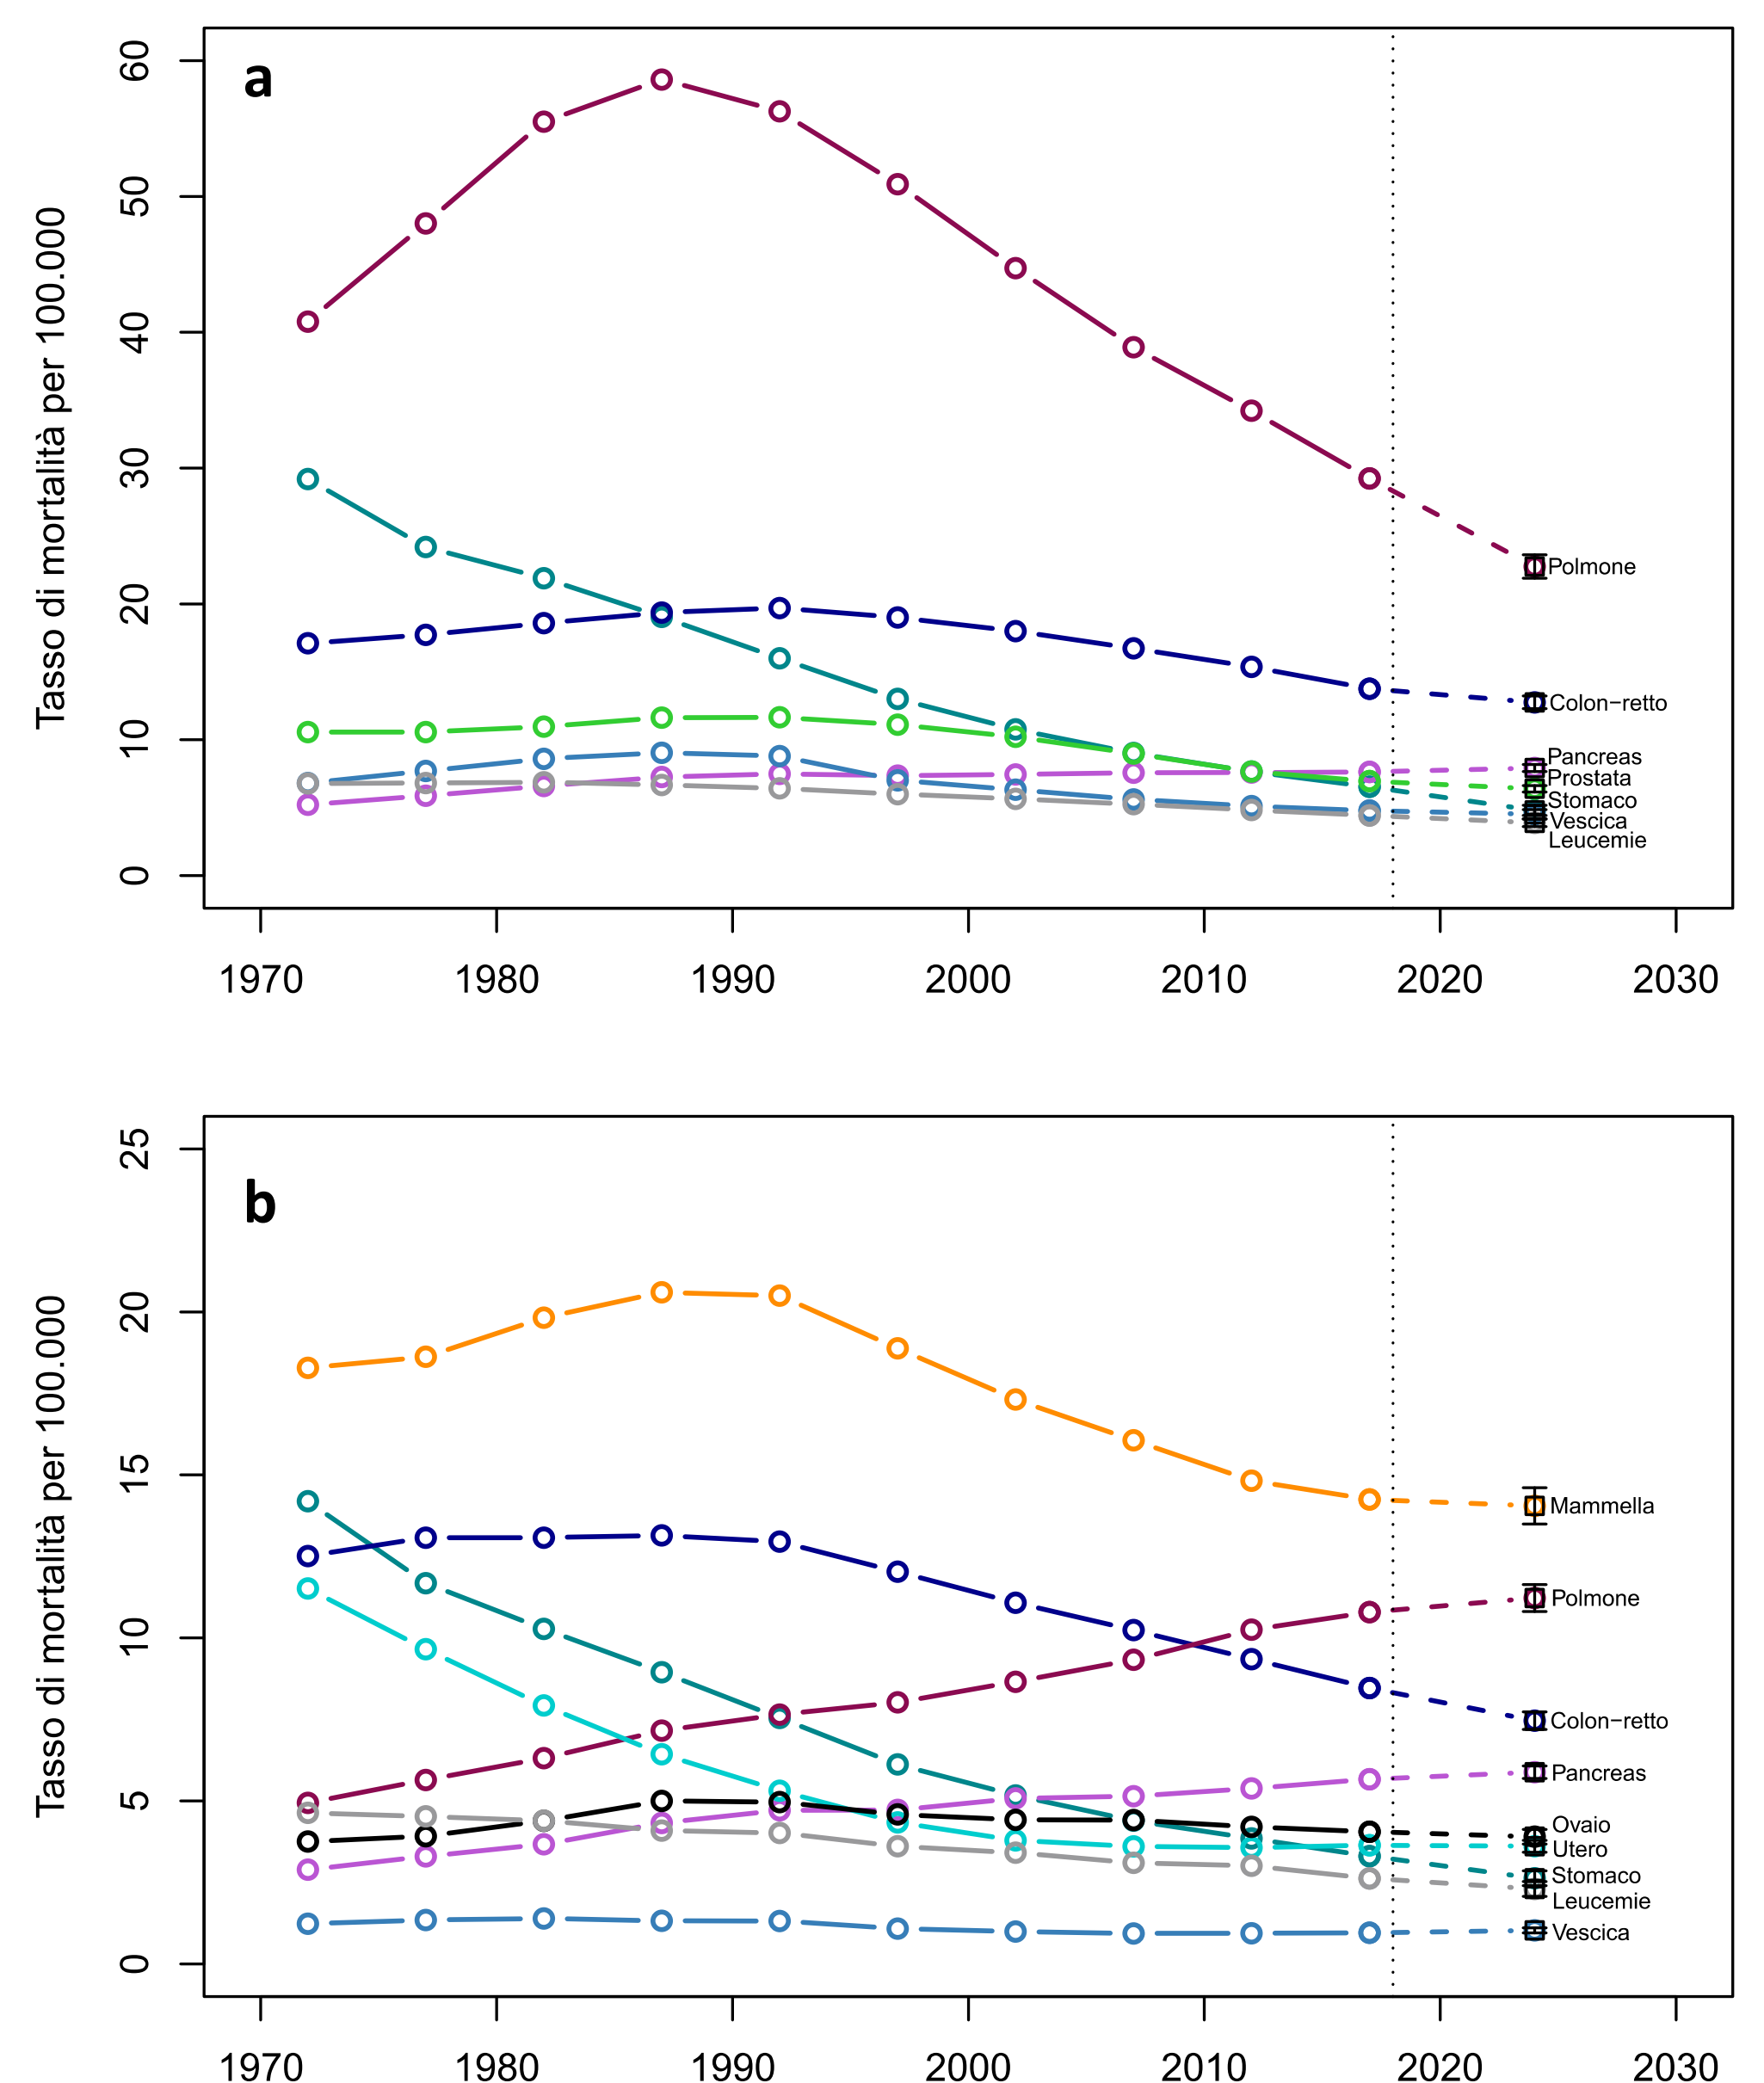 a
Tasso di mortalità per 100.000
60
50
40
30
20
10
0
Polmone
Colon−retto
Pancreas
Prostata
Stomaco
Vescica
Leucemie
1970 1980 1990 2000 2010 2020 2030
b
Tasso di mortalità per 100.000
25
20
15
10
5
0
Mammella
Polmone
Colon−retto
Pancreas
Ovaio
Utero
Stomaco
Leucemie
Vescica
1970 1980 1990 2000 2010 2020 2030